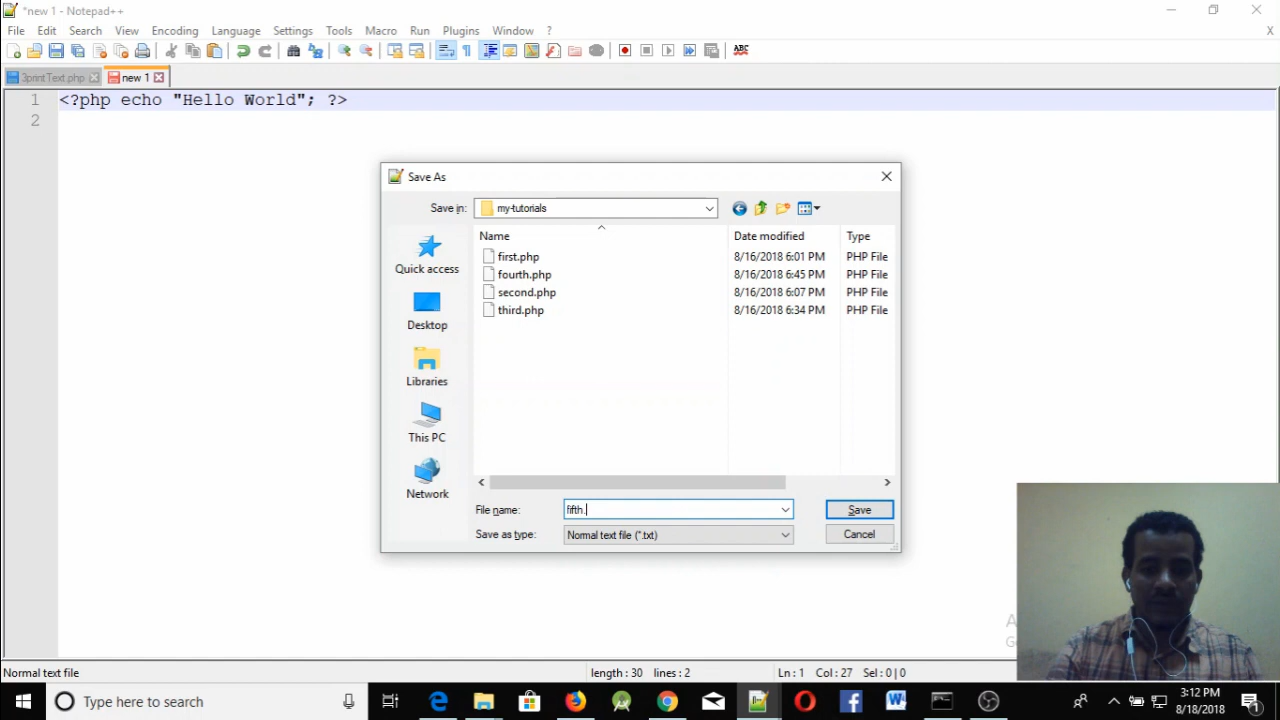 *new 1 - Notepad++
File Edit Search View Encoding Language Settings Tools Macro Run Plugins Window ?
X
ABC
3printText.php new 1
1 <?php echo "Hello World"; ?>
2
Save As
Save in: my-tutorials
Name Date modified Type
first.php 8/16/2018 6:01 PM PHP File
fourth.php 8/16/2018 6:45 PM PHP File
second.php 8/16/2018 6:07 PM PHP File
third.php 8/16/2018 6:34 PM PHP File
Quick access
Desktop
Libraries
This PC
Network
File name: fifth. Save
Save as type: Normal text file (*.txt) Cancel
Normal text file length : 30 lines : 2 Ln : 1 Col : 27 Sel : 0 | 0
Type here to search
3:12 PM
8/18/2018
1